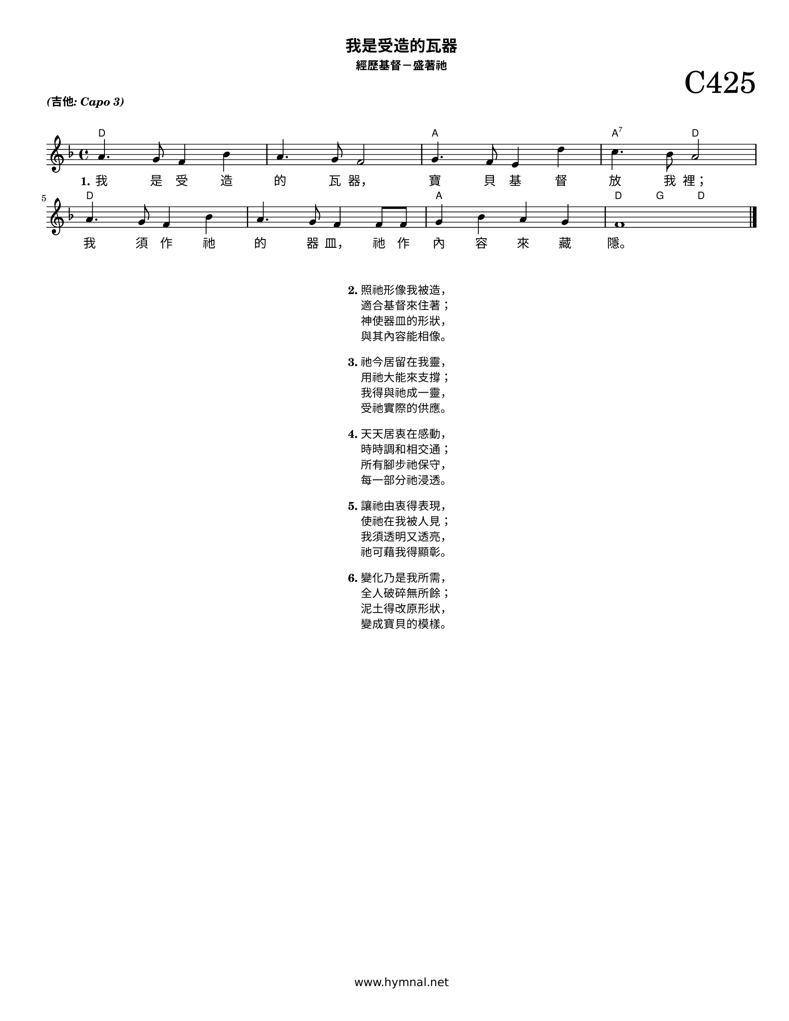 我是受造的瓦器
經歷基督－盛著祂
C425
(吉他: Capo 3)
D A A7 D
1. 我 是 受 造 的 瓦 器， 寶 貝 基 督 放 我 裡；
5 D A D G D
我 須 作 祂 的 器 皿， 祂 作 內 容 來 藏 隱。
2. 照祂形像我被造，
適合基督來住著；
神使器皿的形狀，
與其內容能相像。
3. 祂今居留在我靈，
用祂大能來支撐；
我得與祂成一靈，
受祂實際的供應。
4. 天天居衷在感動，
時時調和相交通；
所有腳步祂保守，
每一部分祂浸透。
5. 讓祂由衷得表現，
使祂在我被人見；
我須透明又透亮，
祂可藉我得顯彰。
6. 變化乃是我所需，
全人破碎無所餘；
泥土得改原形狀，
變成寶貝的模樣。
www.hymnal.net